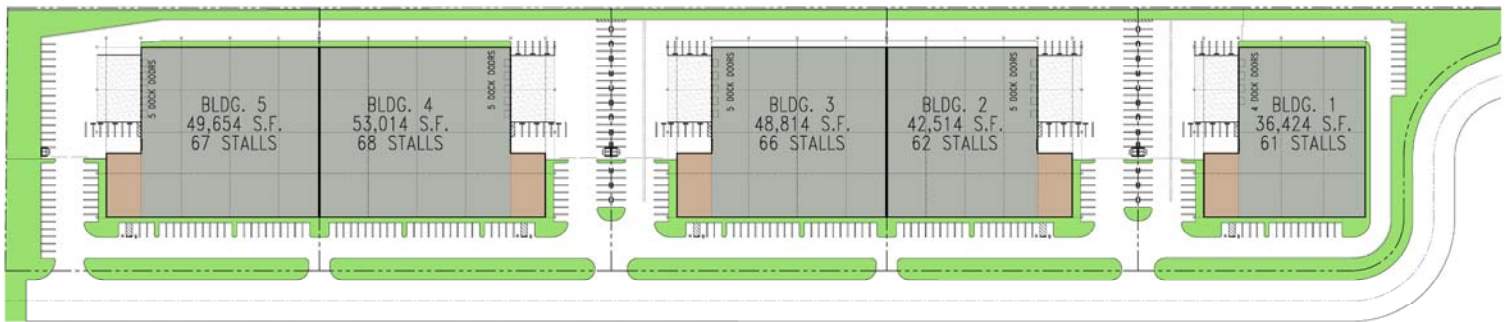 5 DOCK DOORS
BLDG. 5
49,654 S.F.
67 STALLS
BLDG. 4
53,014 S.F.
68 STALLS
5 DOCK DOORS
5 DOCK DOORS
BLDG. 3
48,814 S.F.
66 STALLS
BLDG. 2
42,514 S.F.
62 STALLS
5 DOCK DOORS
4 DOCK DOORS
BLDG. 1
36,424 S.F.
61 STALLS